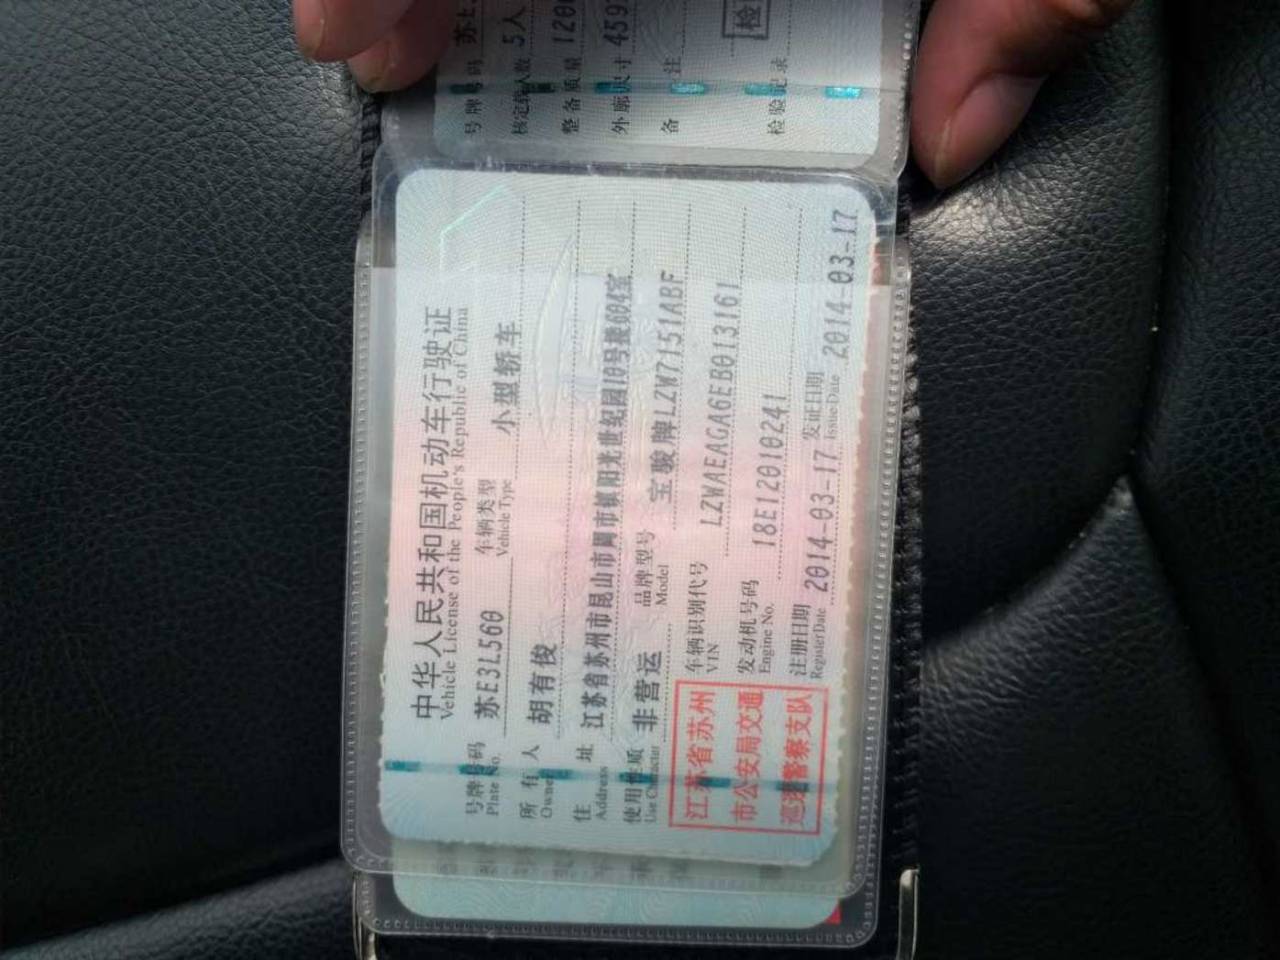 中华人民共和国机动车行驶证
Vehicle License of the People's Republic of China
号牌号码 苏E3L560 车辆类型 小型轿车
Plate No. Vehicle Type
所有人 胡有俊
Owner
住址 江苏省苏州市昆山市周市镇阳光世纪园10号楼604室
Address
使用性质 非营运 品牌型号 宝骏牌LZW7151ABF
Use Character Model
江苏省苏州
市公安局交通
巡逻警察支队
车辆识别代号 LZWAEAGA6EB013161
VIN
发动机号码 18E12010241
Engine No.
注册日期 2014-03-17 发证日期 2014-03-17
Register Date Issue Date
号牌号码 苏E
核定载人数 5人
整备质量 120
外廓尺寸 459
备注
检验记录